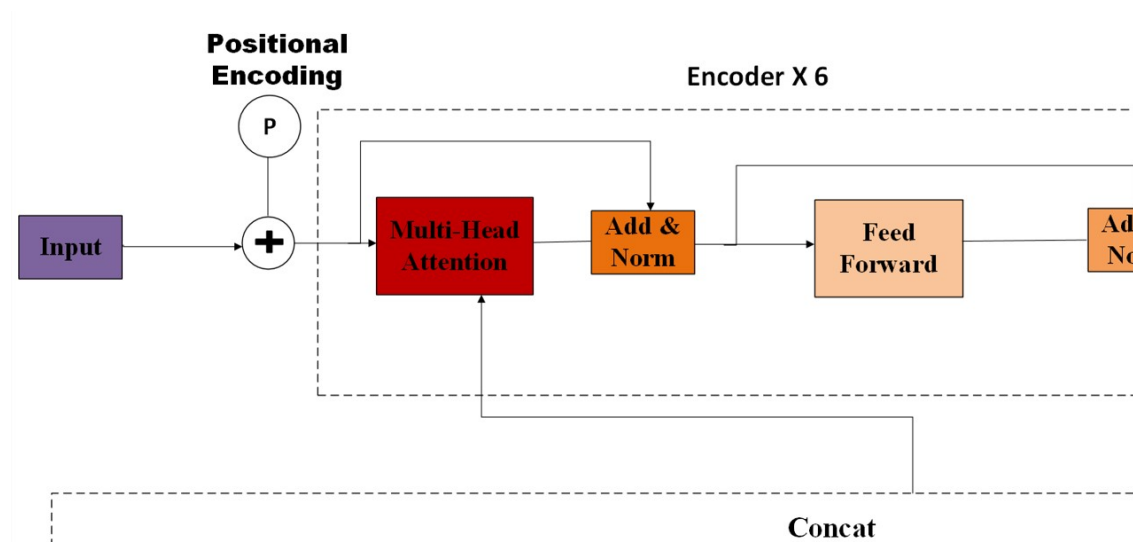 Positional
Encoding
Encoder X 6
P
Input
+
Multi-Head
Attention
Add &
Norm
Feed
Forward
Concat